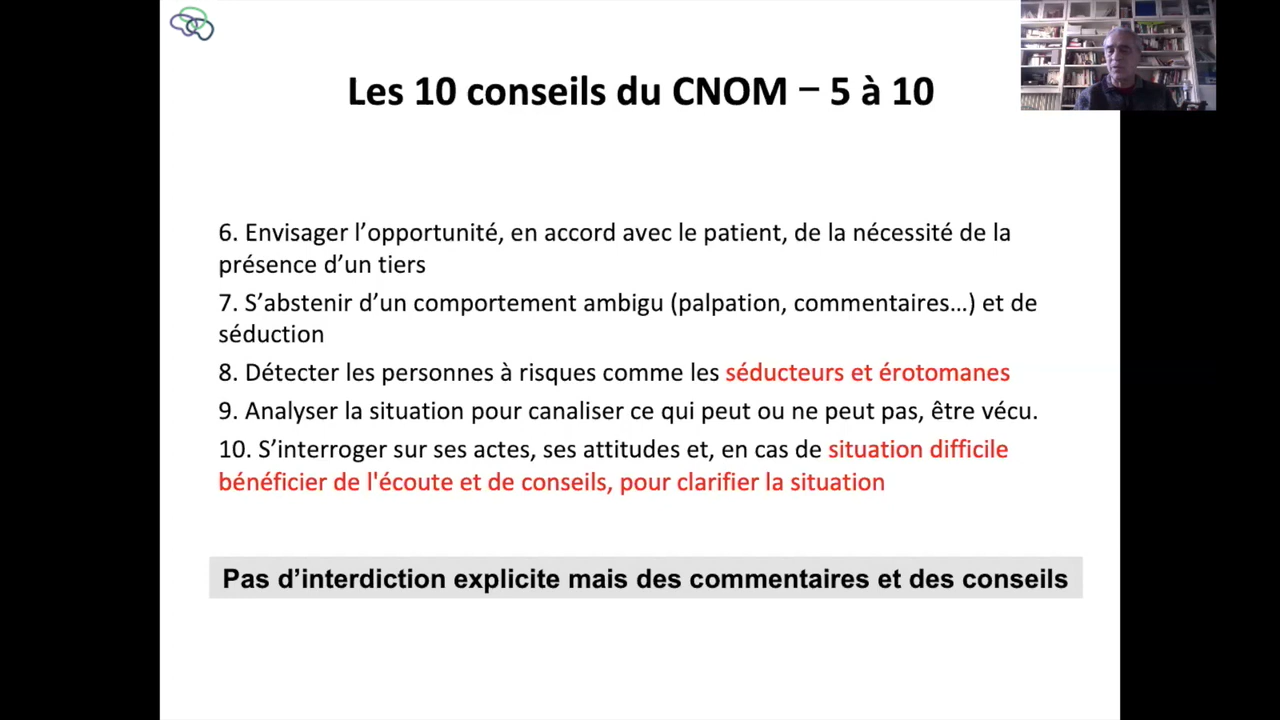 Les 10 conseils du CNOM – 5 à 10
6. Envisager l’opportunité, en accord avec le patient, de la nécessité de la
présence d’un tiers
7. S’abstenir d’un comportement ambigu (palpation, commentaires…) et de
séduction
8. Détecter les personnes à risques comme les séducteurs et érotomanes
9. Analyser la situation pour canaliser ce qui peut ou ne peut pas, être vécu.
10. S’interroger sur ses actes, ses attitudes et, en cas de situation difficile
bénéficier de l'écoute et de conseils, pour clarifier la situation
Pas d’interdiction explicite mais des commentaires et des conseils